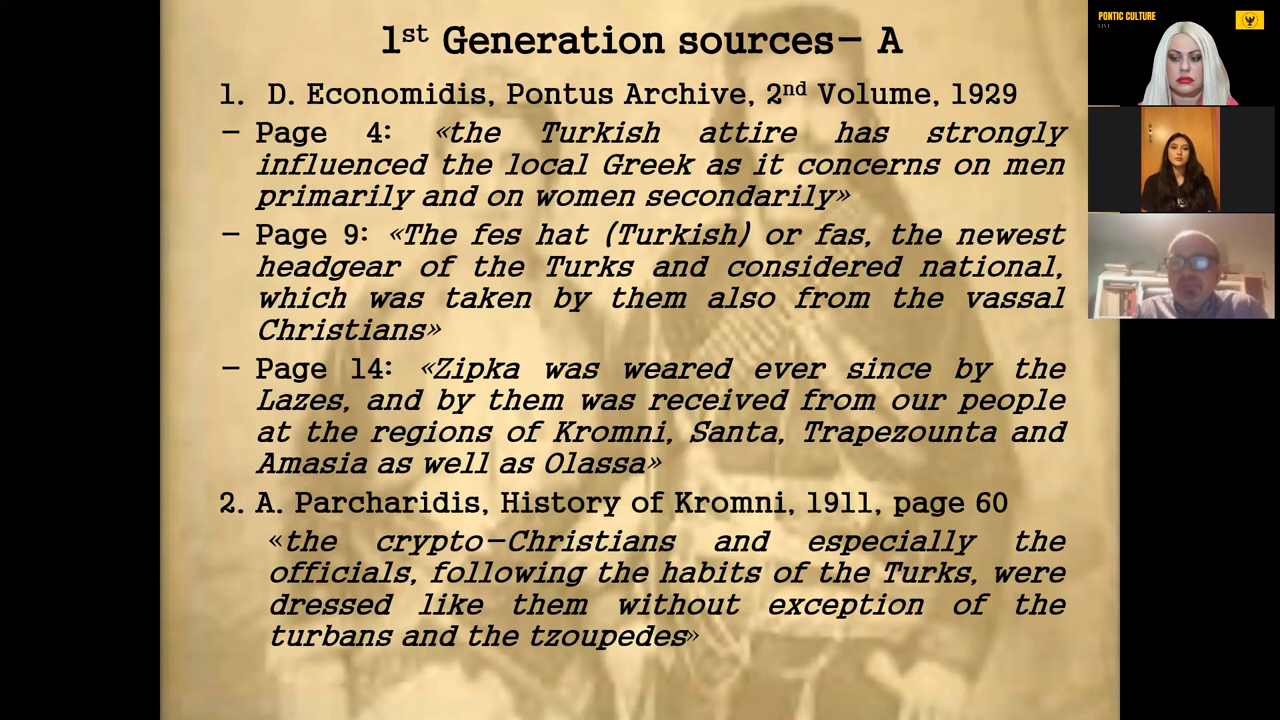 1st Generation sources— A
1. D. Economidis, Pontus Archive, 2nd Volume, 1929
— Page 4: «the Turkish attire has strongly
influenced the local Greek as it concerns on men
primarily and on women secondarily»
— Page 9: «The fes hat (Turkish) or fas, the newest
headgear of the Turks and considered national,
which was taken by them also from the vassal
Christians»
— Page 14: «Zipka was weared ever since by the
Lazes, and by them was received from our people
at the regions of Kromni, Santa, Trapezounta and
Amasia as well as Olassa»
2. A. Parcharidis, History of Kromni, 1911, page 60
«the crypto—Christians and especially the
officials, following the habits of the Turks, were
dressed like them without exception of the
turbans and the tzoupedes»
PONTIC CULTURE
LIVE